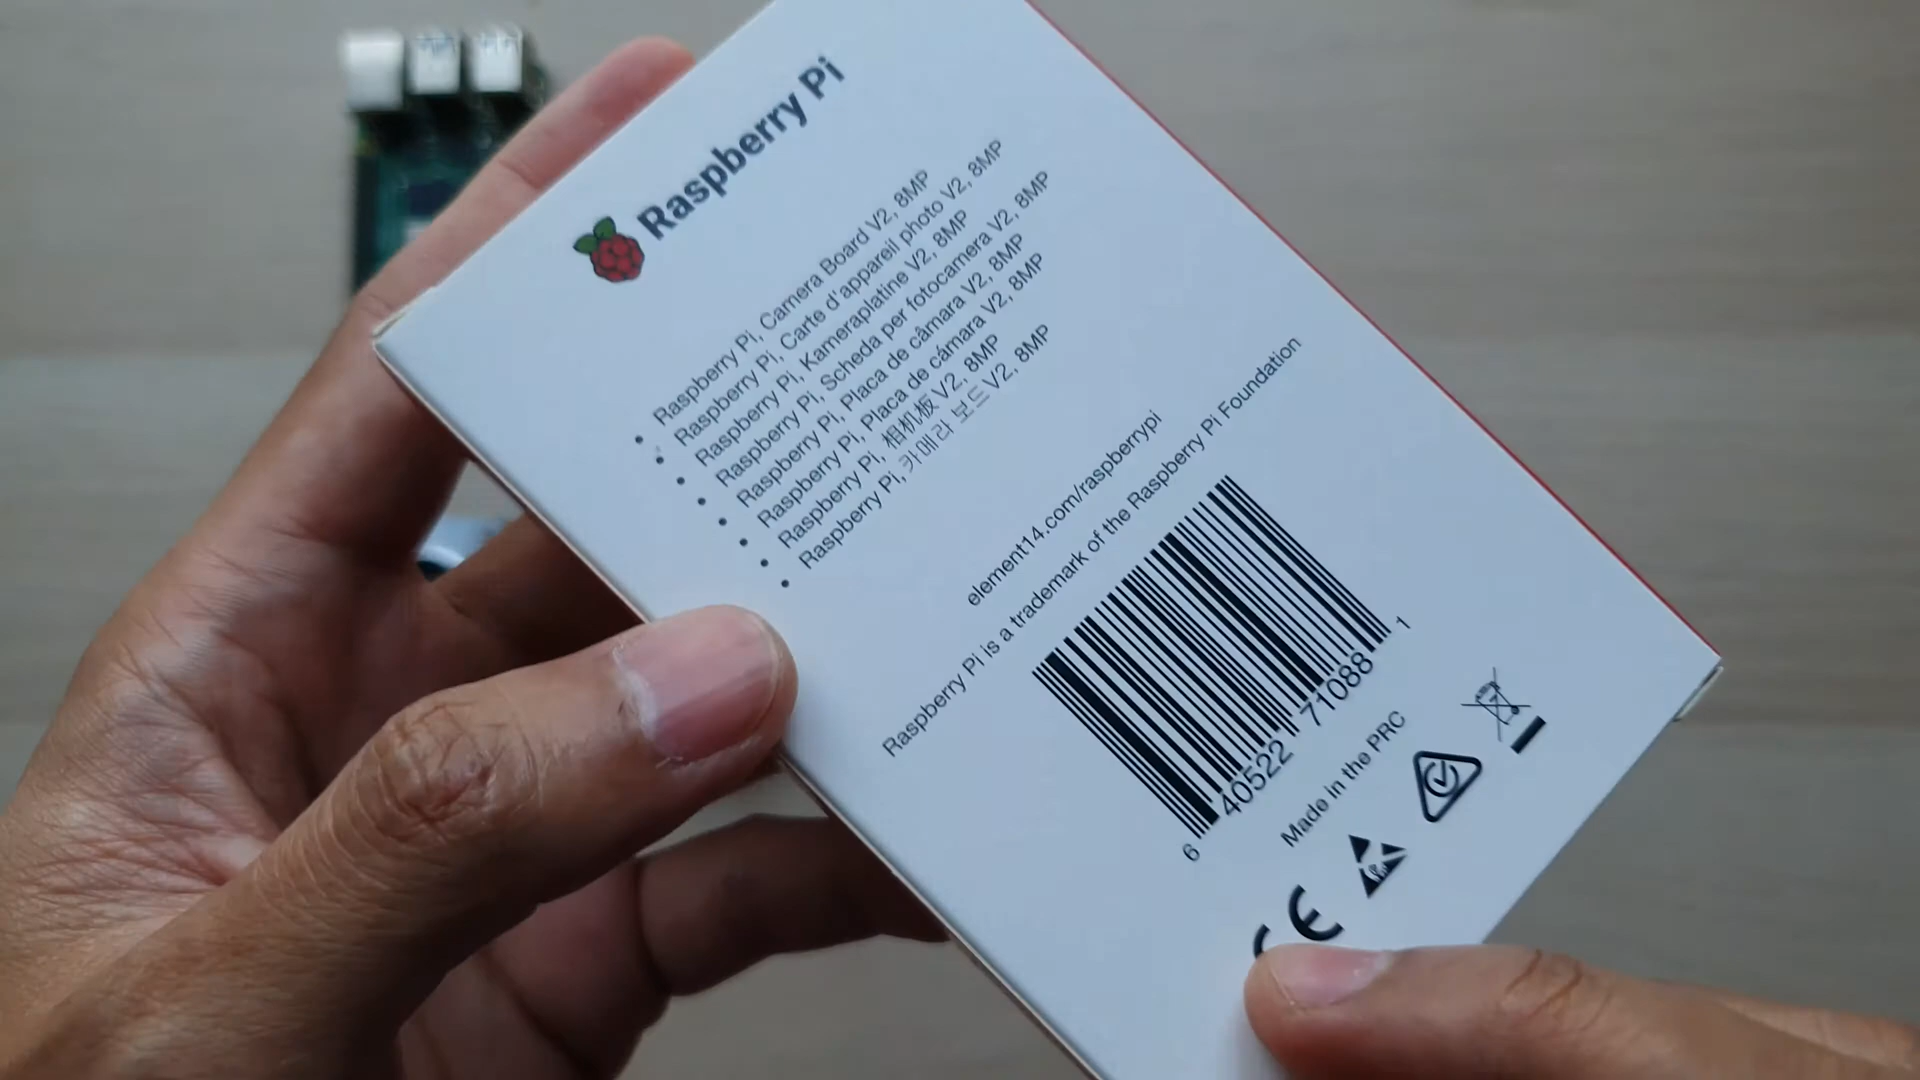 Raspberry Pi
• Raspberry Pi, Camera Board V2, 8MP
• Raspberry Pi, Carte d'appareil photo V2, 8MP
• Raspberry Pi, Kameraplatine V2, 8MP
• Raspberry Pi, Scheda per fotocamera V2, 8MP
• Raspberry Pi, Placa de câmara V2, 8MP
• Raspberry Pi, Placa de cámara V2, 8MP
• Raspberry Pi, 相机板 V2, 8MP
• Raspberry Pi, 카메라 보드 V2, 8MP
element14.com/raspberrypi
Raspberry Pi is a trademark of the Raspberry Pi Foundation
6 40522 71088 1
Made in the PRC
CE